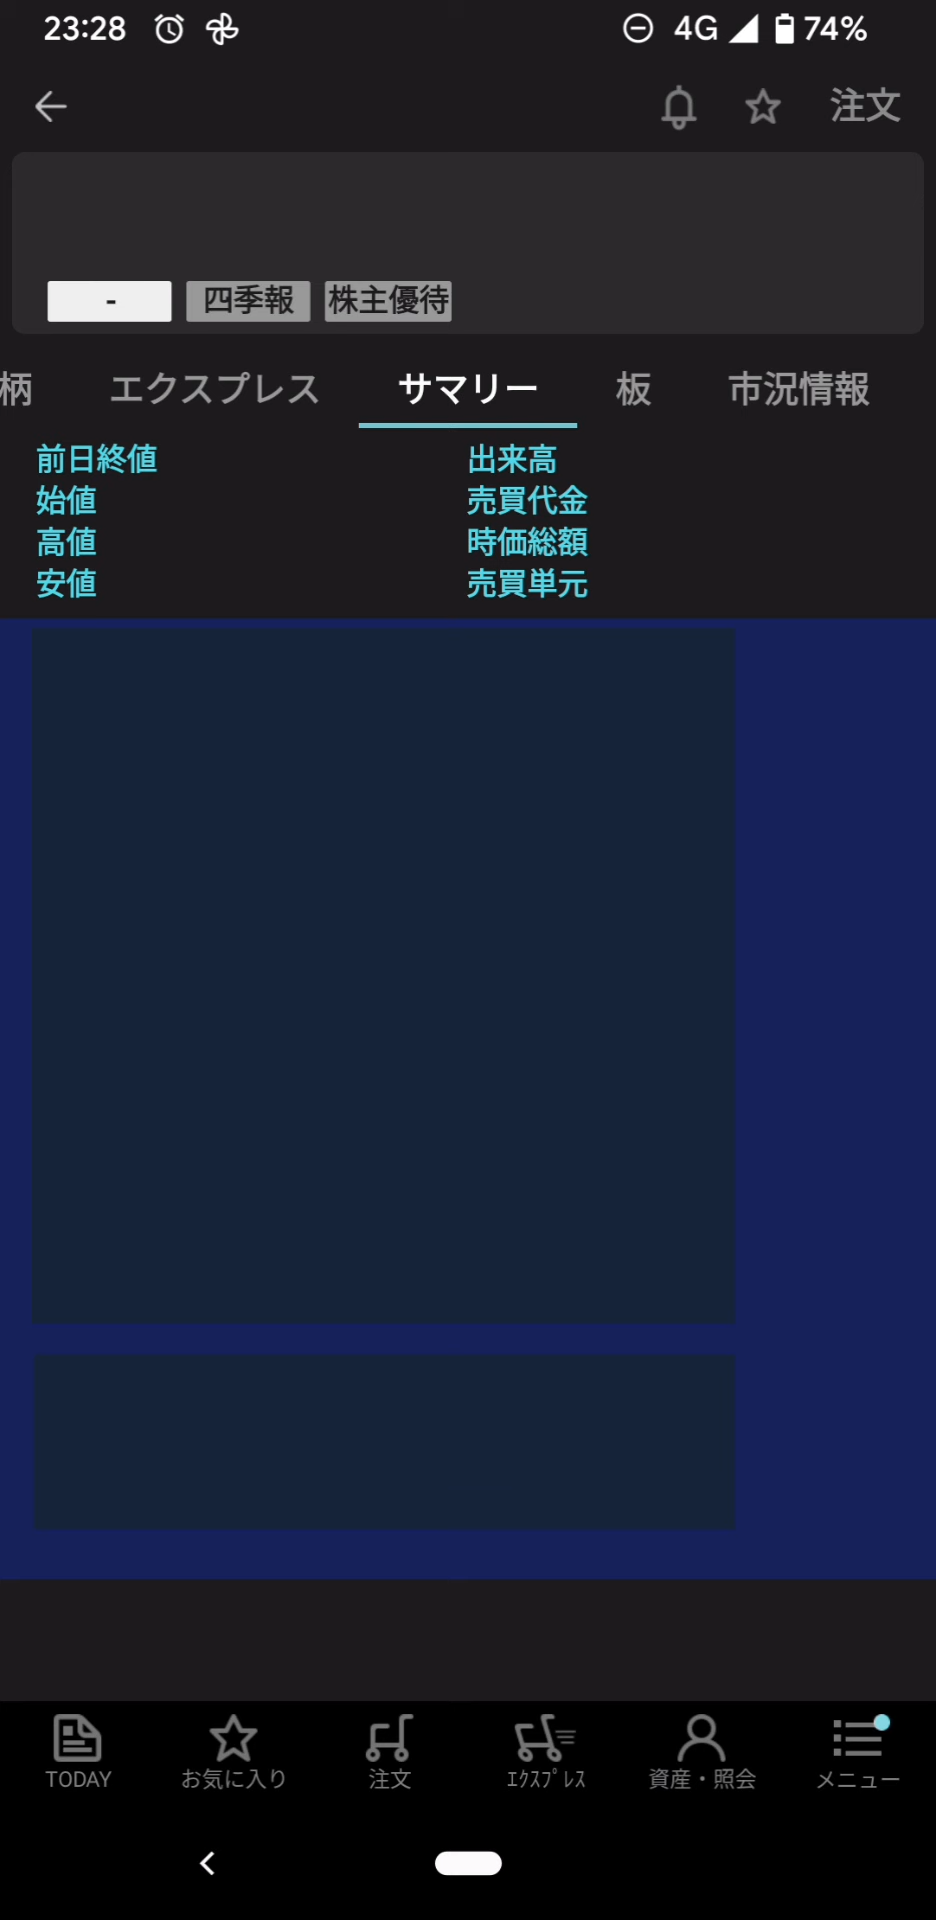 23:28 4G 74%
注文
- 四季報 株主優待
柄 エクスプレス サマリー 板 市況情報
前日終値 出来高
始値 売買代金
高値 時価総額
安値 売買単元
TODAY お気に入り 注文 ｴｸｽﾌﾟﾚｽ 資産・照会 メニュー